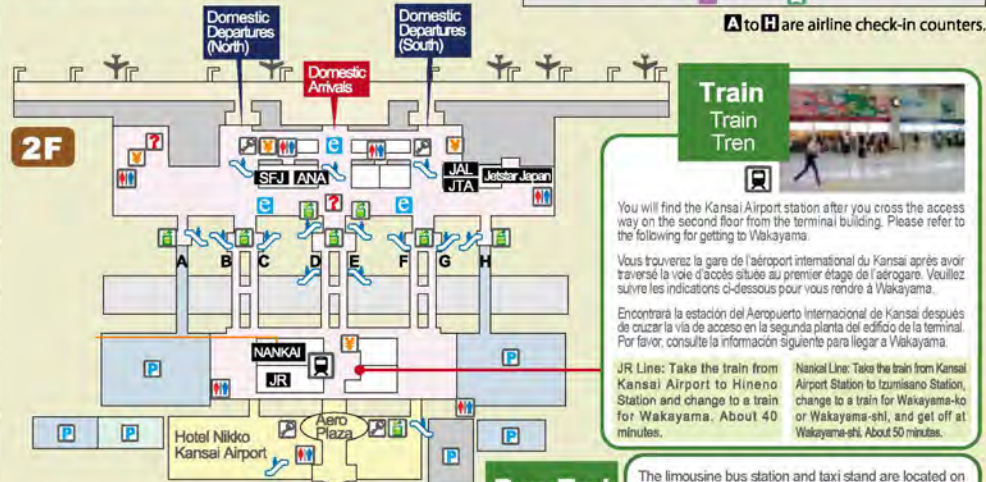 Domestic
Departures
(North)
Domestic
Departures
(South)
A to H are airline check-in counters.
Domestic
Arrivals
2F
?
¥
¥
e
¥
SFJ ANA
JAL
JTA
Jetstar Japan
e
?
e
A B C D E F G H
P
NANKAI
JR
¥
P
P
P
Hotel Nikko
Kansai Airport
Aero
Plaza
P
P
Train
Train
Tren
You will find the Kansai Airport station after you cross the access
way on the second floor from the terminal building. Please refer to
the following for getting to Wakayama.
Vous trouverez la gare de l'aéroport international du Kansai après avoir
traversé la voie d'accès située au premier étage de l'aérogare. Veuillez
suivre les indications ci-dessous pour vous rendre à Wakayama.
Encontrará la estación del Aeropuerto Internacional de Kansai después
de cruzar la vía de acceso en la segunda planta del edificio de la terminal.
Por favor, consulte la información siguiente para llegar a Wakayama.
JR Line: Take the train from
Kansai Airport to Hineno
Station and change to a train
for Wakayama. About 40
minutes.
Nankai Line: Take the train from Kansai
Airport Station to Izumisano Station,
change to a train for Wakayama-ko
or Wakayama-shi, and get off at
Wakayama-shi. About 50 minutes.
The limousine bus station and taxi stand are located on